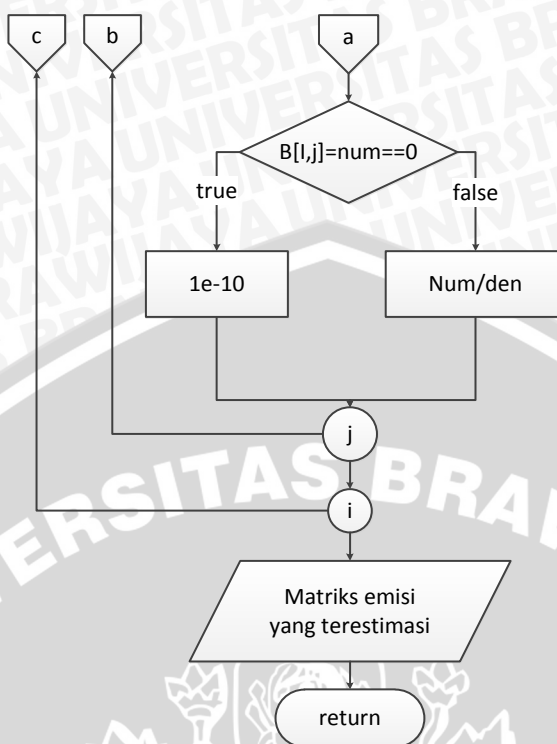 c
b
a
B[I,j]=num==0
true
false
1e-10
Num/den
j
i
Matriks emisi
yang terestimasi
return